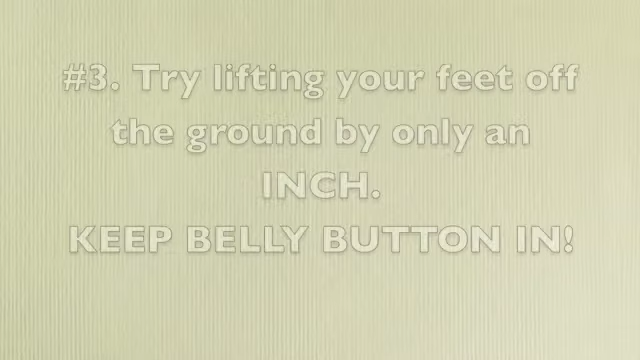 #3. Try lifting your feet off
the ground by only an
INCH.
KEEP BELLY BUTTON IN!